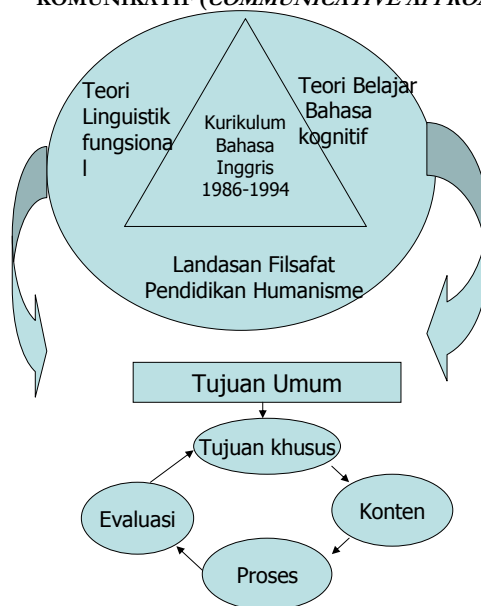 KOMUNIKATIF (COMMUNICATIVE
Teori
Linguistik
fungsiona
l
Teori Belajar
Bahasa
kognitif
Kurikulum
Bahasa
Inggris
1986-1994
Landasan Filsafat
Pendidikan Humanisme
Tujuan Umum
Tujuan khusus
Evaluasi
Konten
Proses